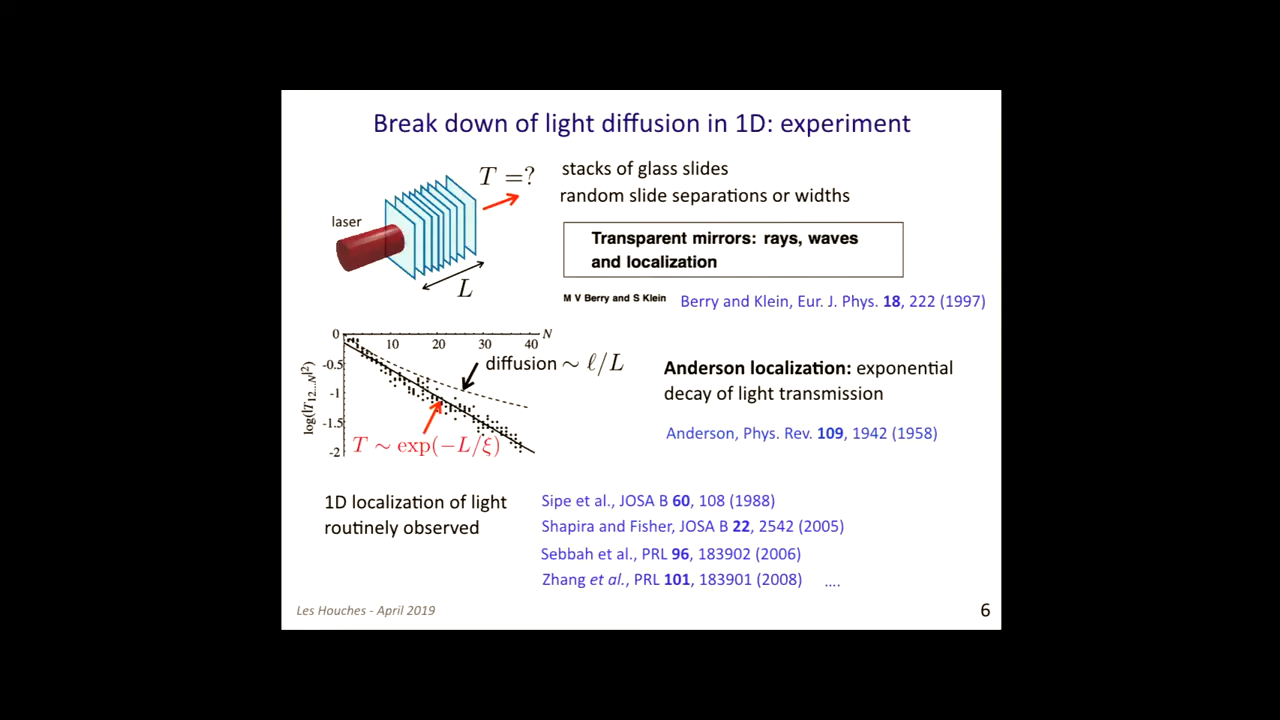 Break down of light diffusion in 1D: experiment
T =?
stacks of glass slides
random slide separations or widths
laser
L
Transparent mirrors: rays, waves
and localization
M V Berry and S Klein
Berry and Klein, Eur. J. Phys. 18, 222 (1997)
0
10
20
30
40
N
-0.5
-1
-1.5
-2
log(|T₁₂...N|²)
diffusion ∼ ℓ/L
T ∼ exp(−L/ξ)
Anderson localization: exponential
decay of light transmission
Anderson, Phys. Rev. 109, 1942 (1958)
1D localization of light
routinely observed
Sipe et al., JOSA B 60, 108 (1988)
Shapira and Fisher, JOSA B 22, 2542 (2005)
Sebbah et al., PRL 96, 183902 (2006)
Zhang et al., PRL 101, 183901 (2008) ....
Les Houches - April 2019
6